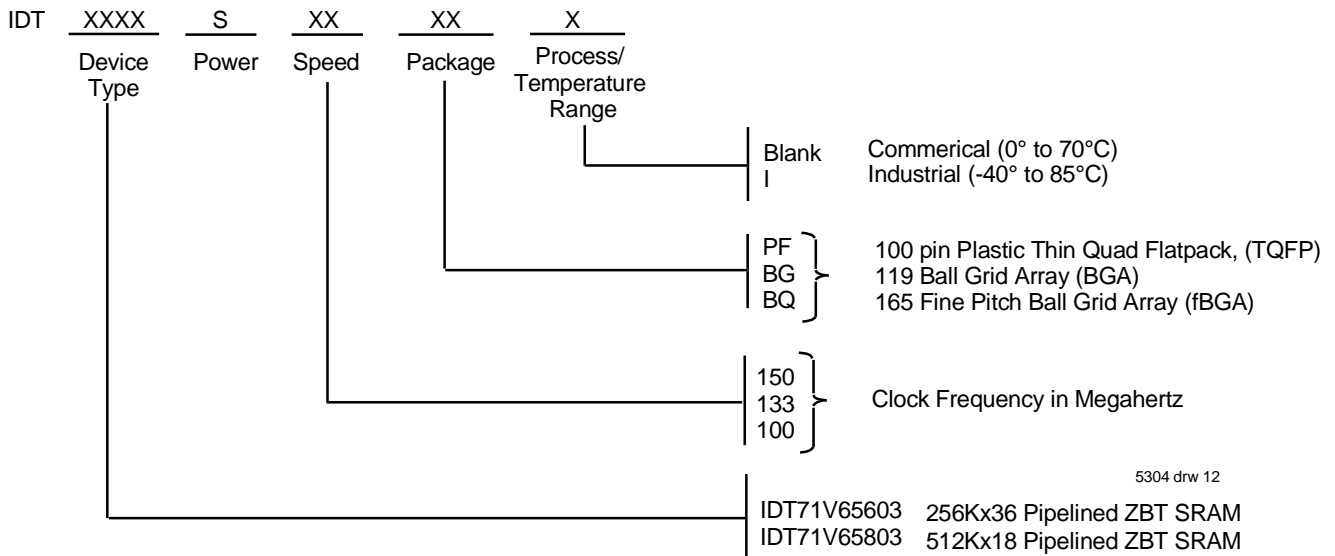 IDT XXXX S XX XX X
Device Type Power Speed Package Process/ Temperature Range
Blank Commerical (0° to 70°C)
I Industrial (-40° to 85°C)
PF 100 pin Plastic Thin Quad Flatpack, (TQFP)
BG 119 Ball Grid Array (BGA)
BQ 165 Fine Pitch Ball Grid Array (fBGA)
150
133 Clock Frequency in Megahertz
100
5304 drw 12
IDT71V65603 256Kx36 Pipelined ZBT SRAM
IDT71V65803 512Kx18 Pipelined ZBT SRAM